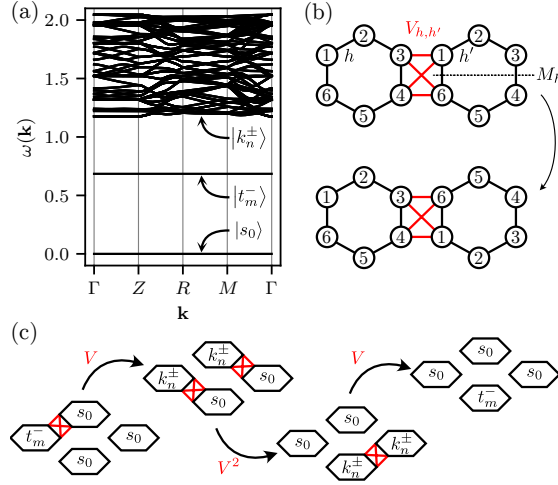 (a)
2.0
1.5
1.0
0.5
0.0
ω(k)
|k_n^±⟩
|t_m^-⟩
|s_0⟩
Γ Z R M Γ
k
(b)
V_{h,h'}
2 2
1 h 3 1 h' 3
6 4 6 4
5 5
2 5
1 3 6 4
6 4 1 3
5 2
(c)
V
V
k_n^±
s_0
k_n^±
s_0
s_0
t_m^-
s_0
s_0
s_0
s_0
s_0
k_n^±
k_n^±
s_0
s_0
s_0
t_m^-
V^2